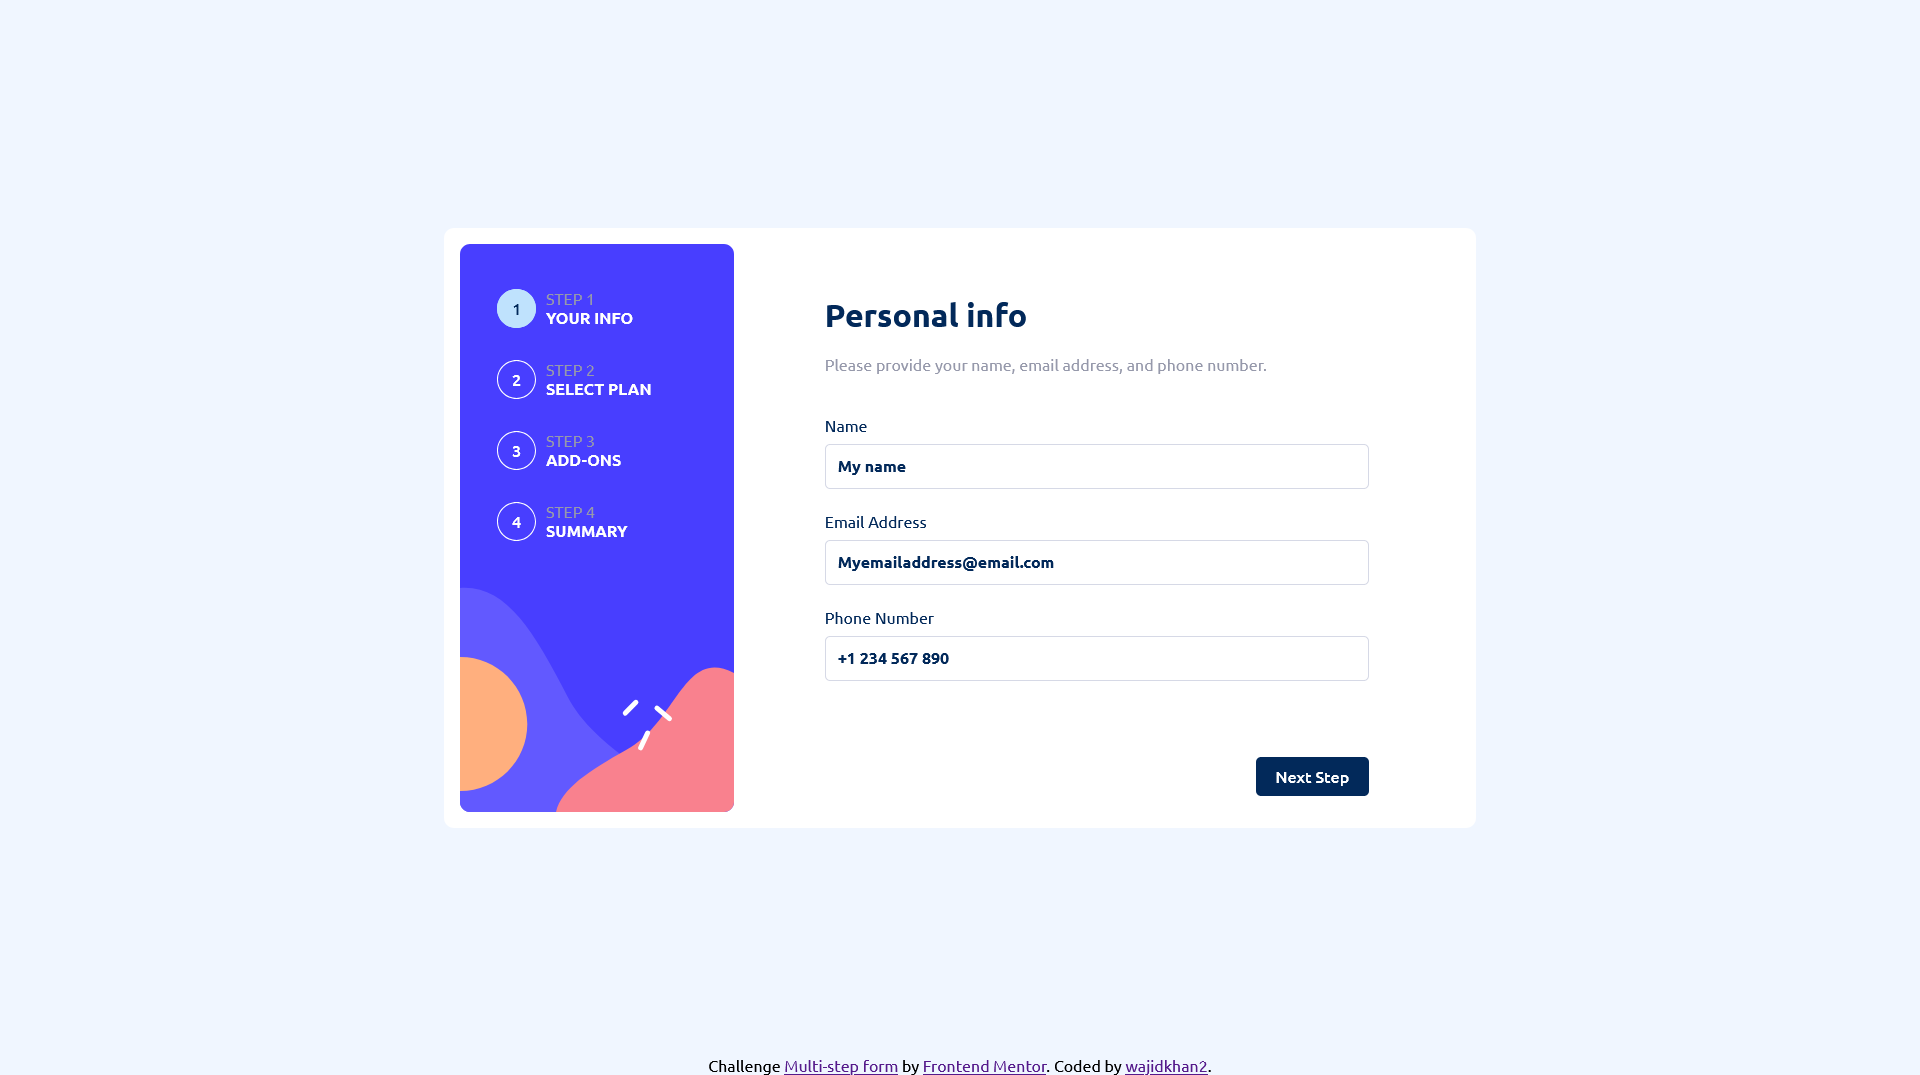 1
STEP 1
YOUR INFO
2
STEP 2
SELECT PLAN
3
STEP 3
ADD-ONS
4
STEP 4
SUMMARY
Personal info
Please provide your name, email address, and phone number.
Name
My name
Email Address
Myemailaddress@email.com
Phone Number
+1 234 567 890
Next Step
Challenge Multi-step form by Frontend Mentor. Coded by wajidkhan2.